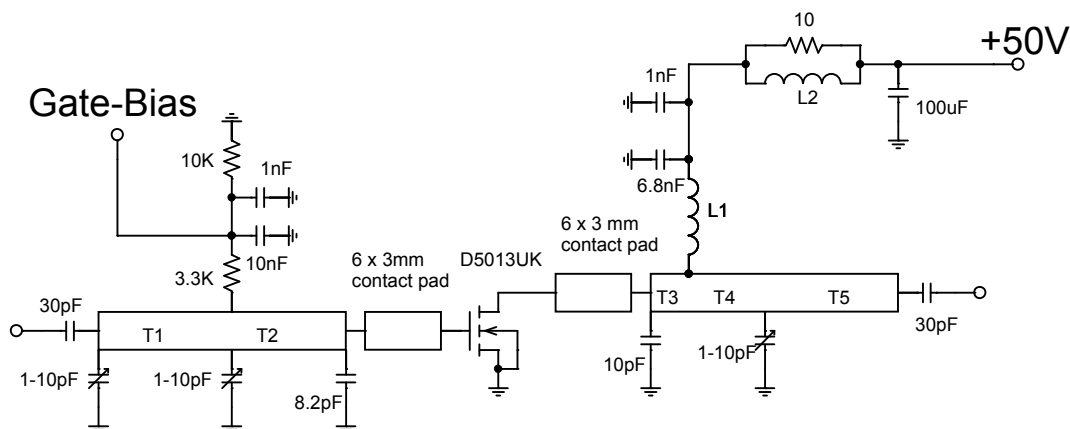 10
+50V
1nF
L2
100uF
Gate-Bias
10K
1nF
6.8nF
L1
6 x 3 mm
contact pad
10nF
3.3K
6 x 3mm
contact pad
D5013UK
30pF
T1
T2
T3
T4
T5
30pF
1-10pF
1-10pF
8.2pF
10pF
1-10pF